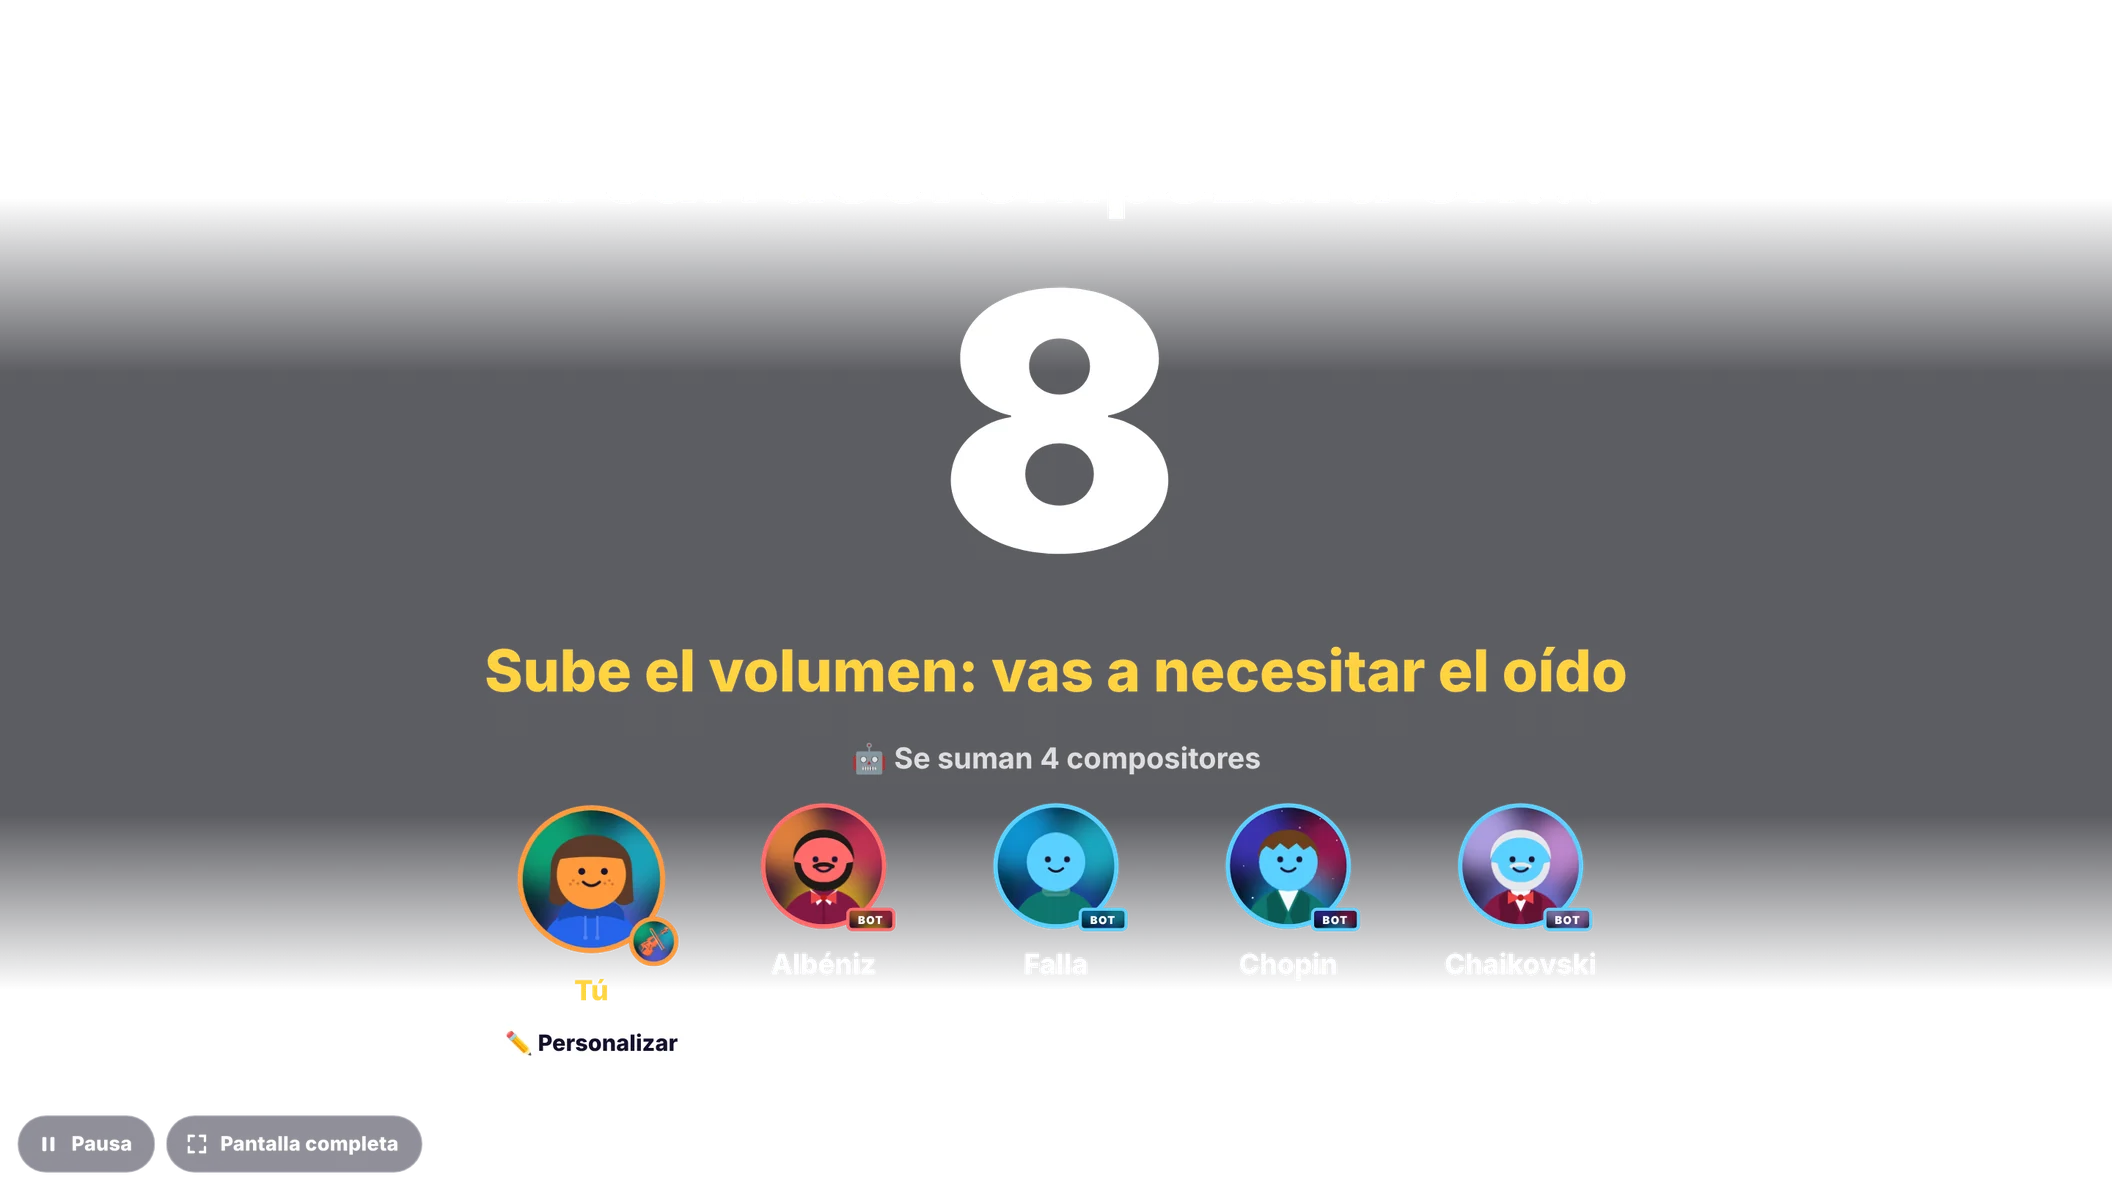 8
Sube el volumen: vas a necesitar el oído
Se suman 4 compositores
BOT
BOT
BOT
BOT
Tú
Albéniz
Falla
Chopin
Chaikovski
Personalizar
Pausa
Pantalla completa